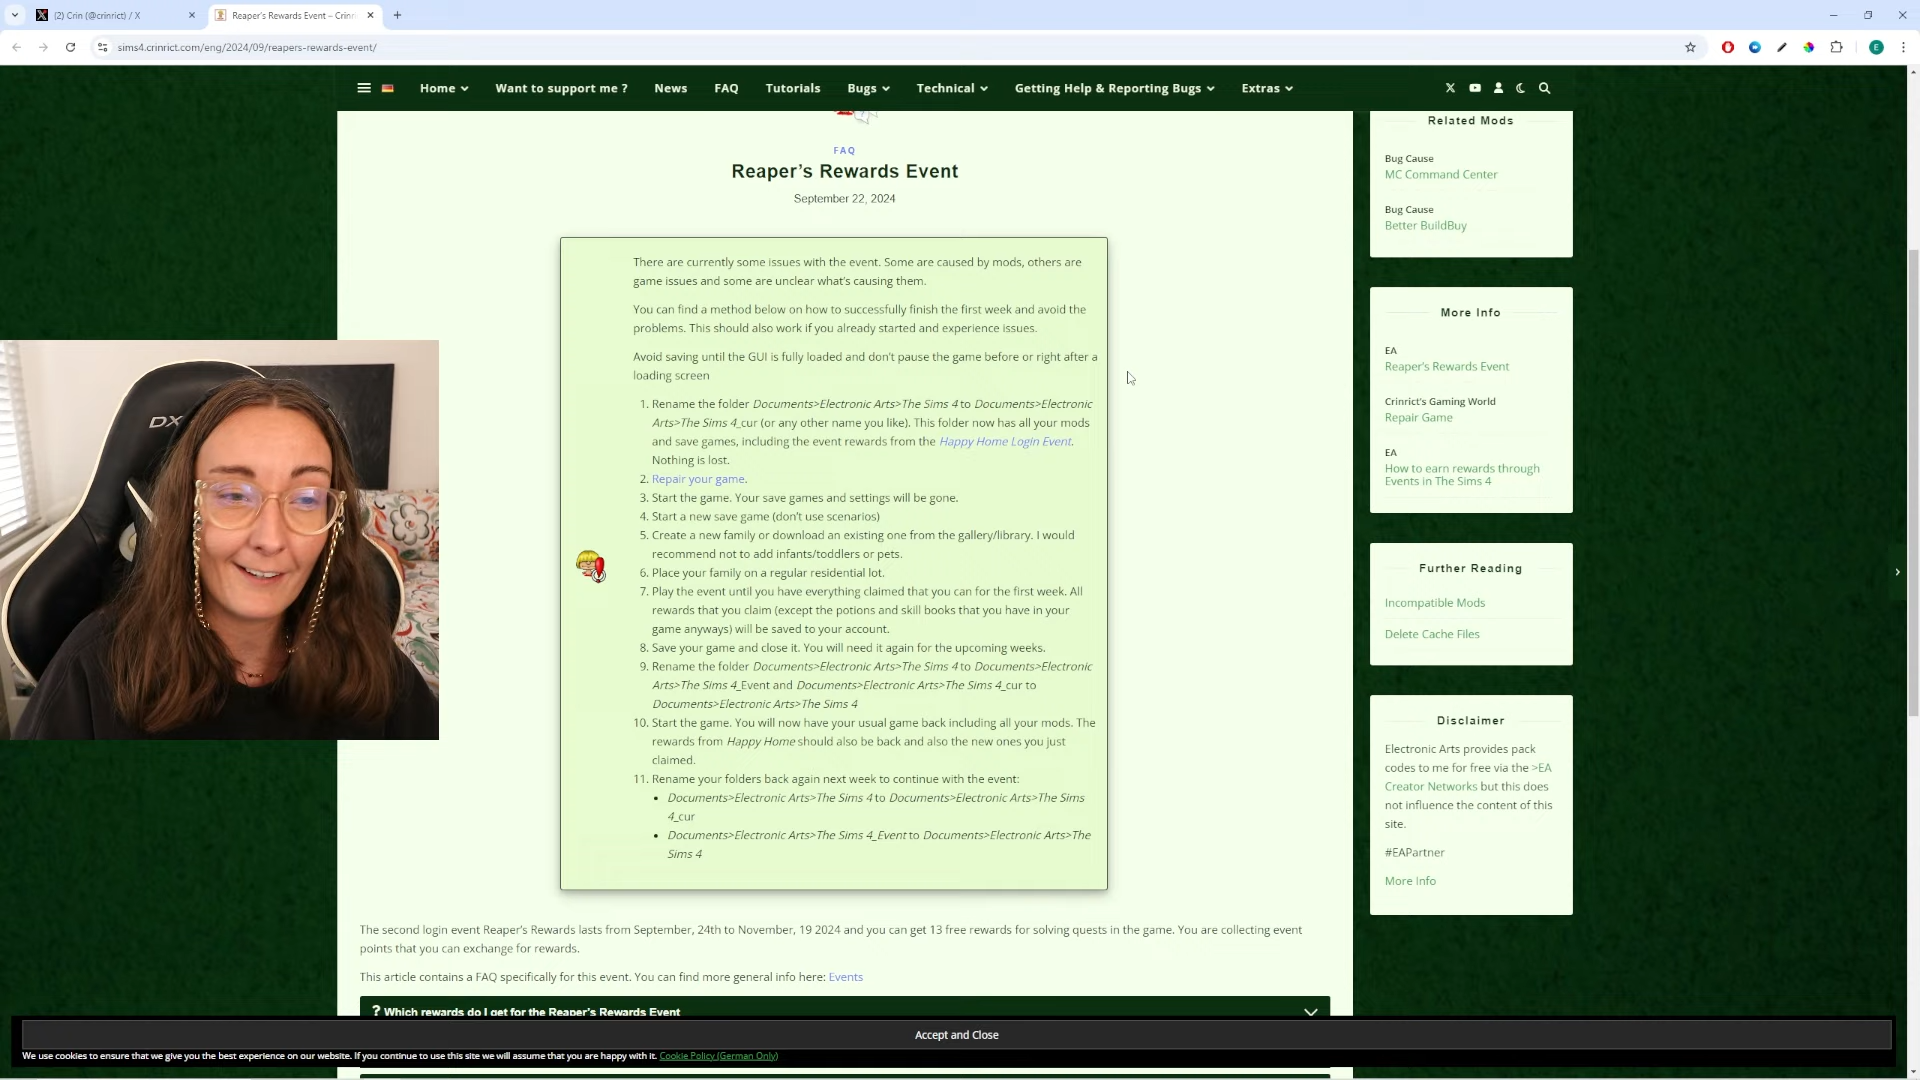 (2) Crin (@crinrict) / X
Reaper's Rewards Event – Crinr
sims4.crinrict.com/eng/2024/09/reapers-rewards-event/
E
Home
Want to support me ?
News
FAQ
Tutorials
Bugs
Technical
Getting Help & Reporting Bugs
Extras
FAQ
Reaper’s Rewards Event
September 22, 2024
There are currently some issues with the event. Some are caused by mods, others are
game issues and some are unclear what’s causing them.
You can find a method below on how to successfully finish the first week and avoid the
problems. This should also work if you already started and experience issues.
Avoid saving until the GUI is fully loaded and don’t pause the game before or right after a
loading screen
1. Rename the folder Documents>Electronic Arts>The Sims 4 to Documents>Electronic
Arts>The Sims 4_cur (or any other name you like). This folder now has all your mods
and save games, including the event rewards from the Happy Home Login Event.
Nothing is lost.
2. Repair your game.
3. Start the game. Your save games and settings will be gone.
4. Start a new save game (don’t use scenarios)
5. Create a new family or download an existing one from the gallery/library. I would
recommend not to add infants/toddlers or pets.
6. Place your family on a regular residential lot.
7. Play the event until you have everything claimed that you can for the first week. All
rewards that you claim (except the potions and skill books that you have in your
game anyways) will be saved to your account.
8. Save your game and close it. You will need it again for the upcoming weeks.
9. Rename the folder Documents>Electronic Arts>The Sims 4 to Documents>Electronic
Arts>The Sims 4_Event and Documents>Electronic Arts>The Sims 4_cur to
Documents>Electronic Arts>The Sims 4
10. Start the game. You will now have your usual game back including all your mods. The
rewards from Happy Home should also be back and also the new ones you just
claimed.
11. Rename your folders back again next week to continue with the event:
• Documents>Electronic Arts>The Sims 4 to Documents>Electronic Arts>The Sims
4_cur
• Documents>Electronic Arts>The Sims 4_Event to Documents>Electronic Arts>The
Sims 4
The second login event Reaper’s Rewards lasts from September, 24th to November, 19 2024 and you can get 13 free rewards for solving quests in the game. You are collecting event
points that you can exchange for rewards.
This article contains a FAQ specifically for this event. You can find more general info here: Events
? Which rewards do I get for the Reaper's Rewards Event
Related Mods
Bug Cause
MC Command Center
Bug Cause
Better BuildBuy
More Info
EA
Reaper’s Rewards Event
Crinrict's Gaming World
Repair Game
EA
How to earn rewards through
Events in The Sims 4
Further Reading
Incompatible Mods
Delete Cache Files
Disclaimer
Electronic Arts provides pack
codes to me for free via the >EA
Creator Networks but this does
not influence the content of this
site.
#EAPartner
More Info
DX
Accept and Close
We use cookies to ensure that we give you the best experience on our website. If you continue to use this site we will assume that you are happy with it. Cookie Policy (German Only)